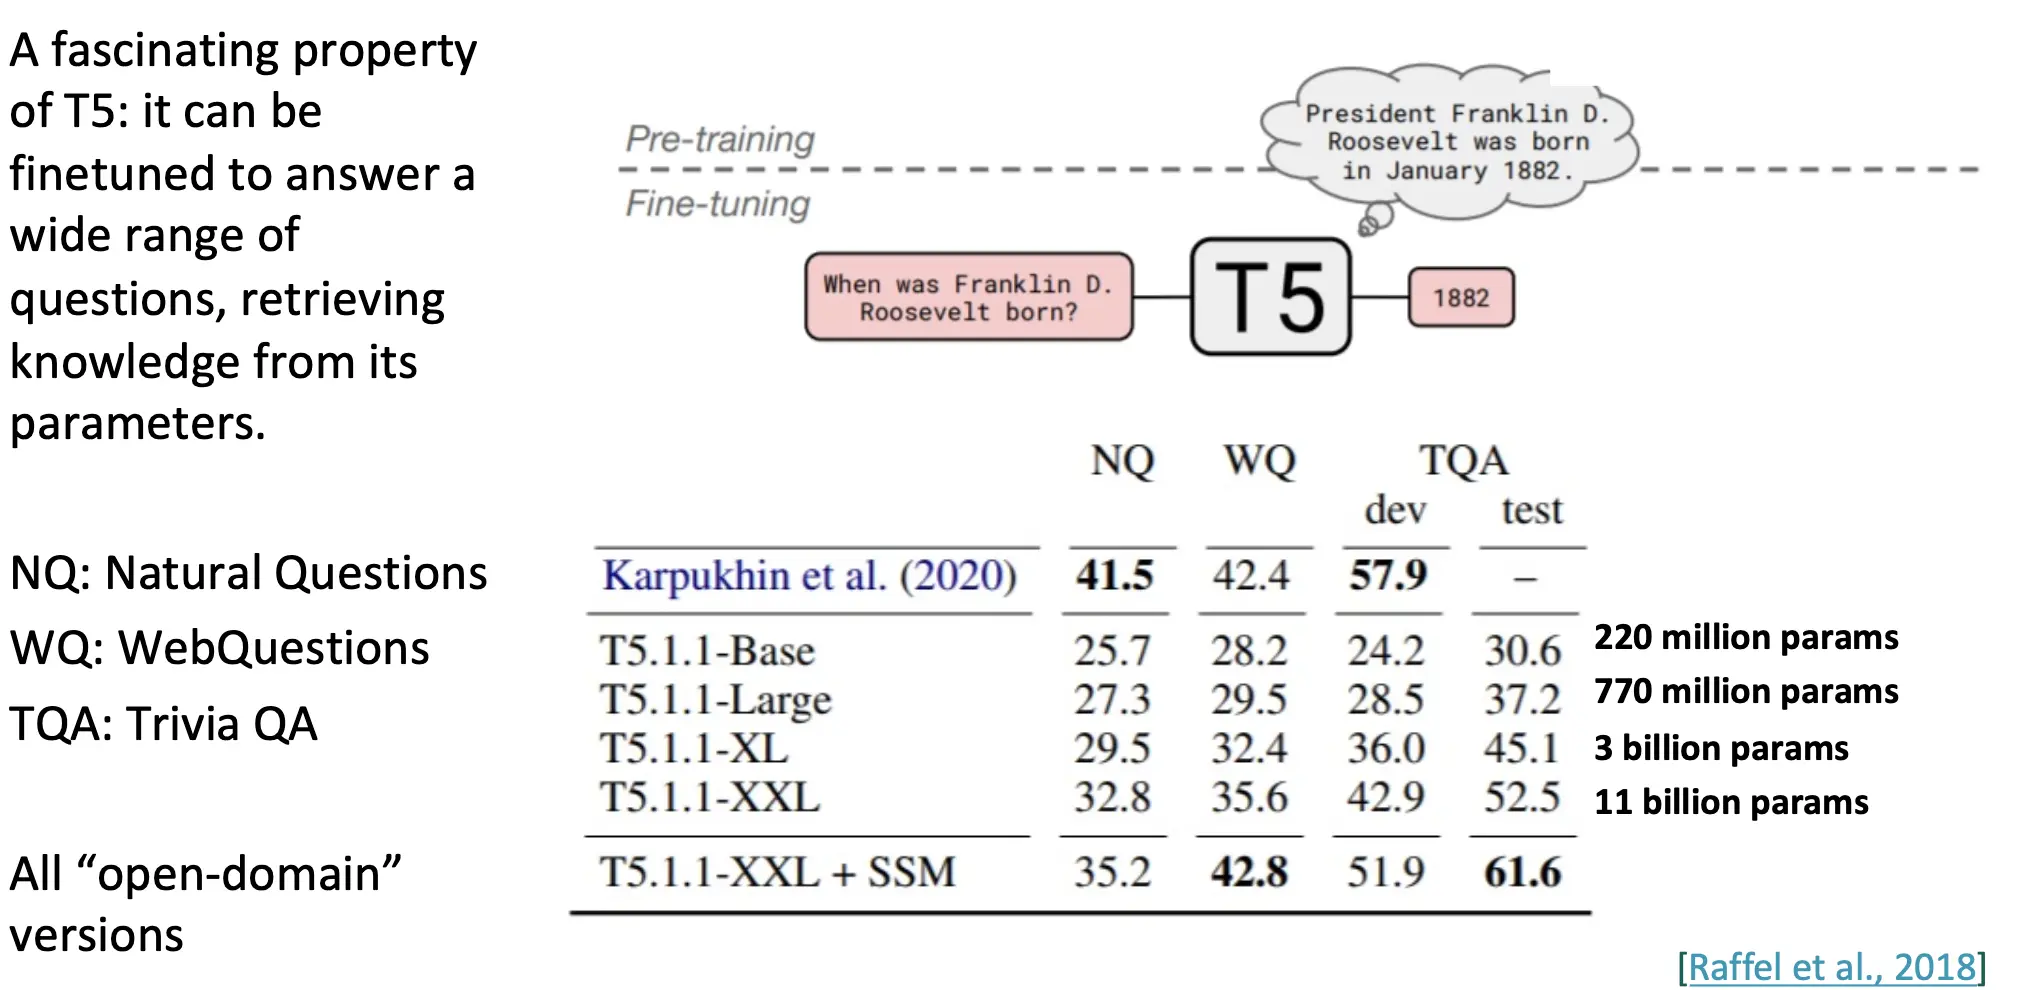 A fascinating property
of T5: it can be
finetuned to answer a
wide range of
questions, retrieving
knowledge from its
parameters.
NQ: Natural Questions
WQ: WebQuestions
TQA: Trivia QA
All “open-domain”
versions
Pre-training
Fine-tuning
President Franklin D.
Roosevelt was born
in January 1882.
When was Franklin D.
Roosevelt born?
T5
1882
NQ WQ TQA
dev test
Karpukhin et al. (2020) 41.5 42.4 57.9 –
T5.1.1-Base 25.7 28.2 24.2 30.6 220 million params
T5.1.1-Large 27.3 29.5 28.5 37.2 770 million params
T5.1.1-XL 29.5 32.4 36.0 45.1 3 billion params
T5.1.1-XXL 32.8 35.6 42.9 52.5 11 billion params
T5.1.1-XXL + SSM 35.2 42.8 51.9 61.6
[Raffel et al., 2018]